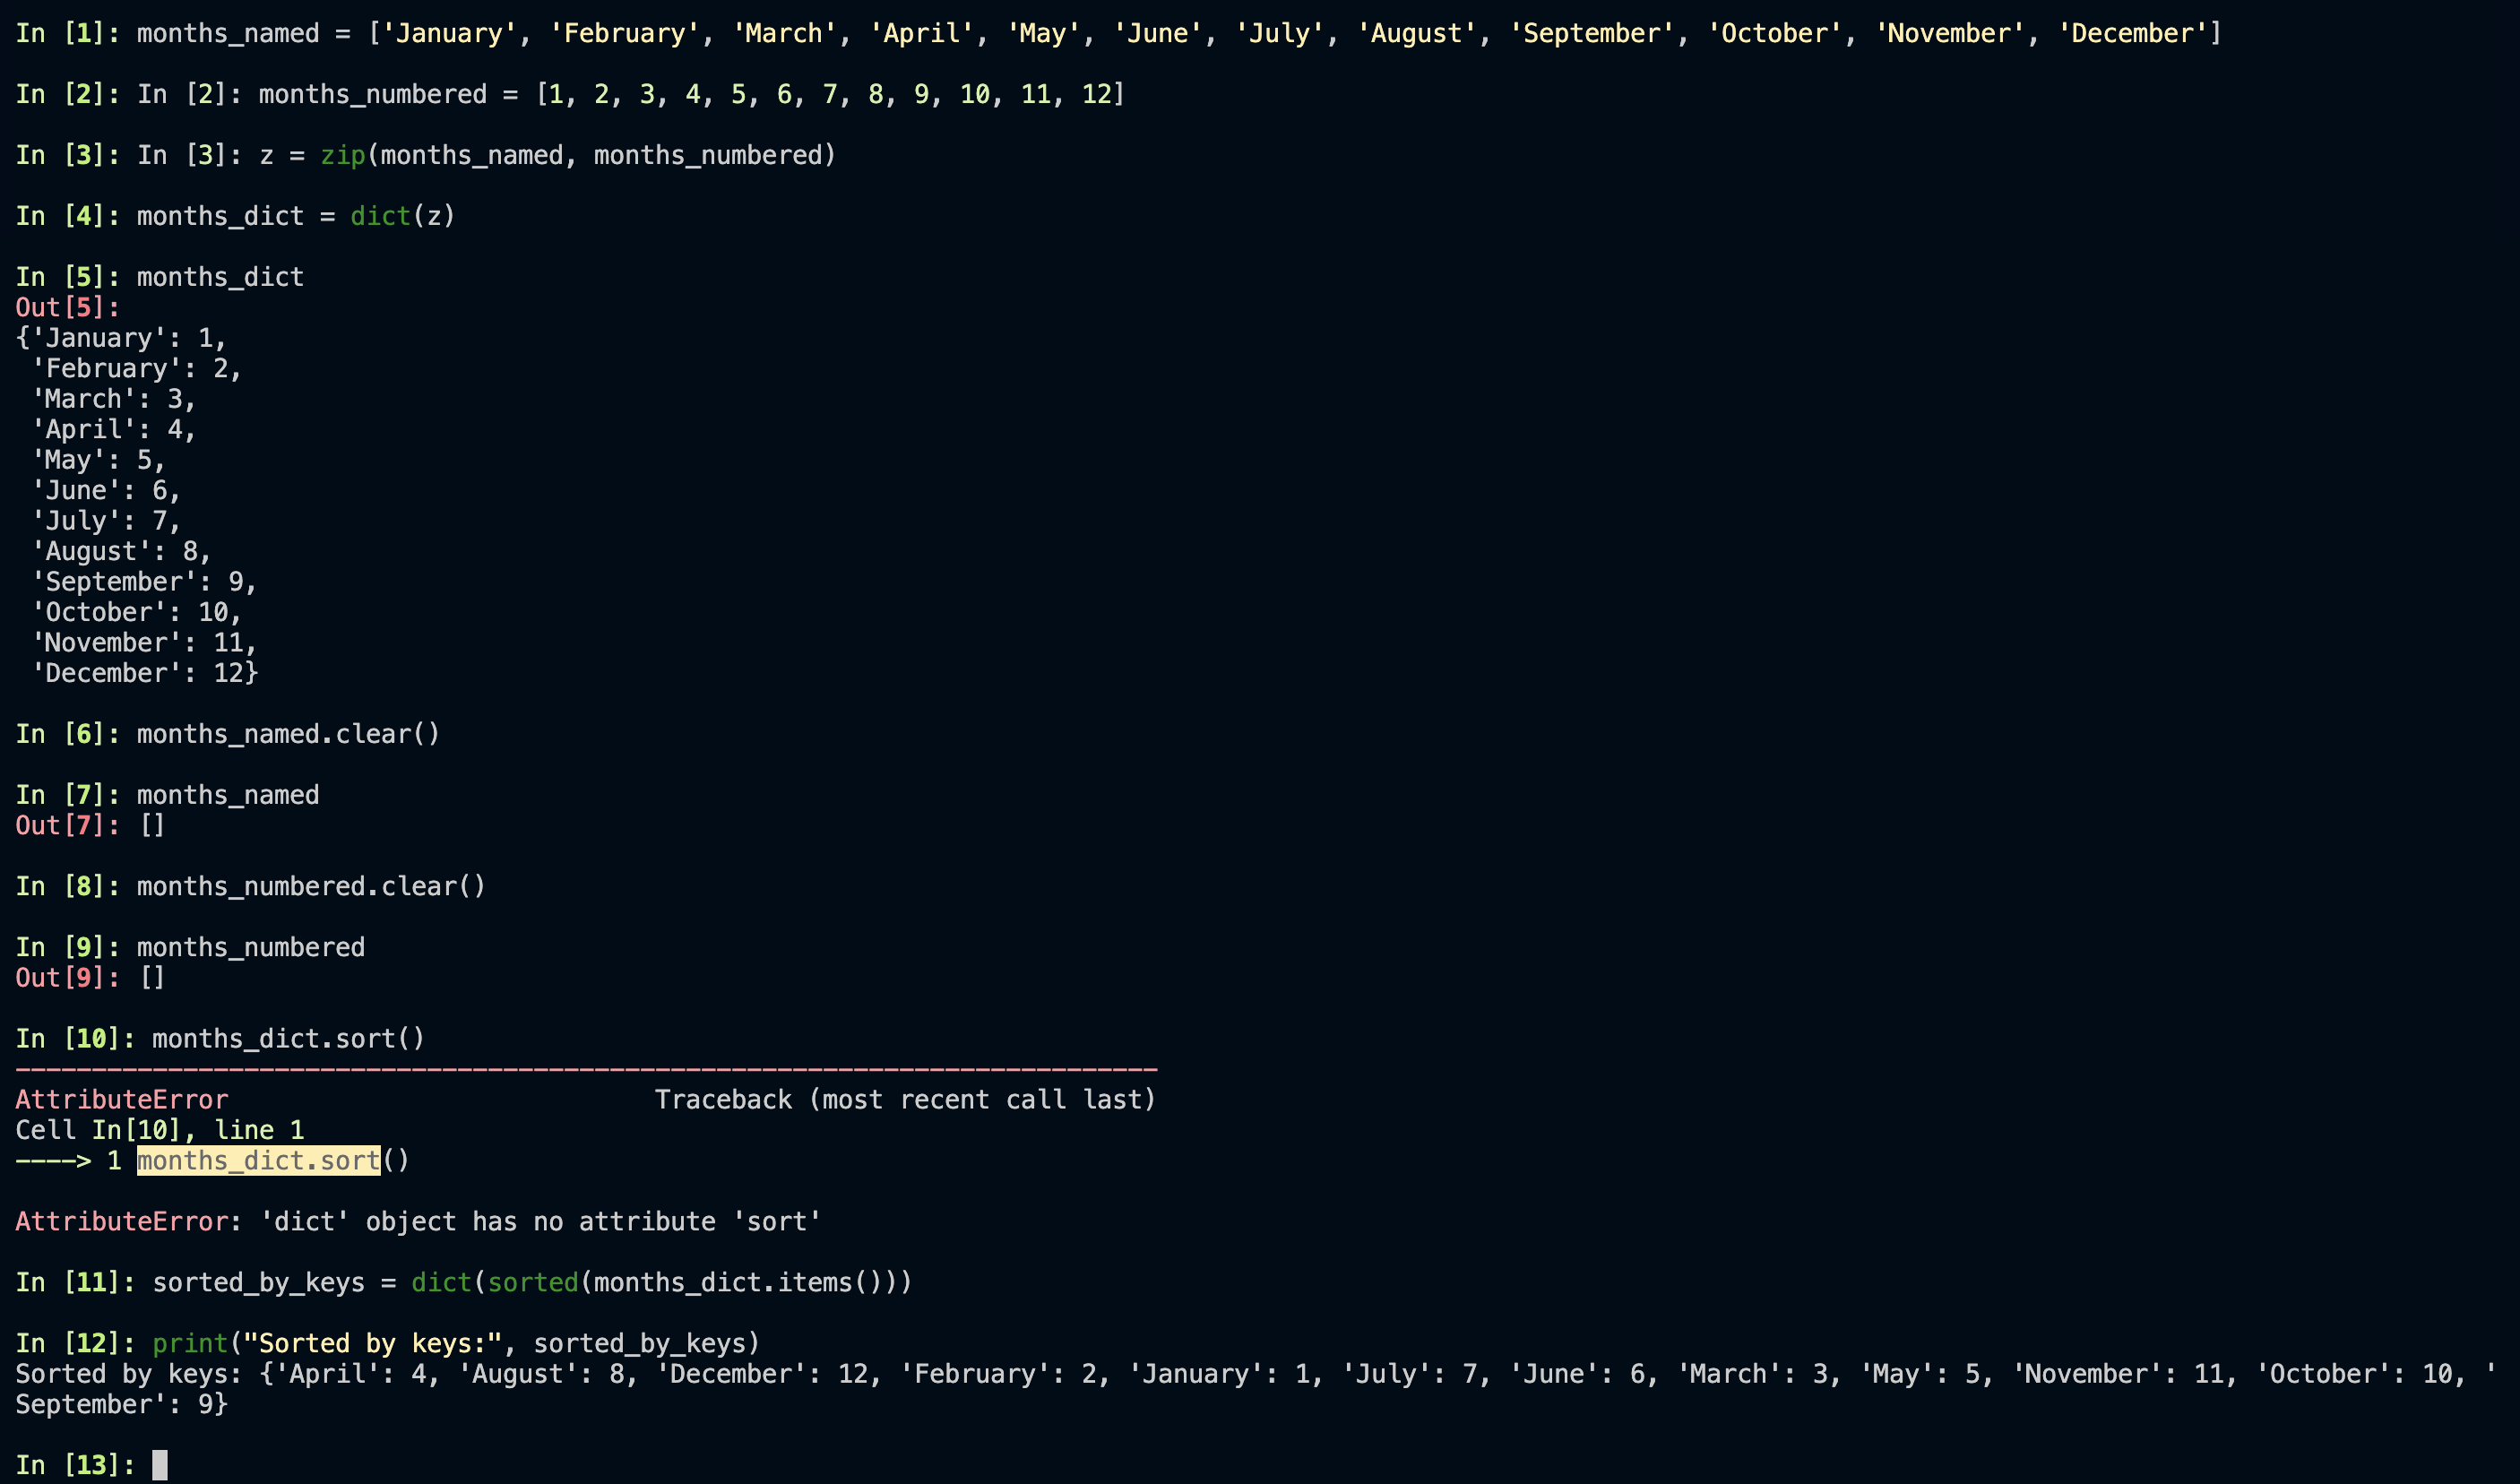 In [1]: months_named = ['January', 'February', 'March', 'April', 'May', 'June', 'July', 'August', 'September', 'October', 'November', 'December']
In [2]: In [2]: months_numbered = [1, 2, 3, 4, 5, 6, 7, 8, 9, 10, 11, 12]
In [3]: In [3]: z = zip(months_named, months_numbered)
In [4]: months_dict = dict(z)
In [5]: months_dict
Out[5]:
{'January': 1,
 'February': 2,
 'March': 3,
 'April': 4,
 'May': 5,
 'June': 6,
 'July': 7,
 'August': 8,
 'September': 9,
 'October': 10,
 'November': 11,
 'December': 12}
In [6]: months_named.clear()
In [7]: months_named
Out[7]: []
In [8]: months_numbered.clear()
In [9]: months_numbered
Out[9]: []
In [10]: months_dict.sort()
---------------------------------------------------------------------------
AttributeError                            Traceback (most recent call last)
Cell In[10], line 1
----> 1 months_dict.sort()
AttributeError: 'dict' object has no attribute 'sort'
In [11]: sorted_by_keys = dict(sorted(months_dict.items()))
In [12]: print("Sorted by keys:", sorted_by_keys)
Sorted by keys: {'April': 4, 'August': 8, 'December': 12, 'February': 2, 'January': 1, 'July': 7, 'June': 6, 'March': 3, 'May': 5, 'November': 11, 'October': 10, '
September': 9}
In [13]: